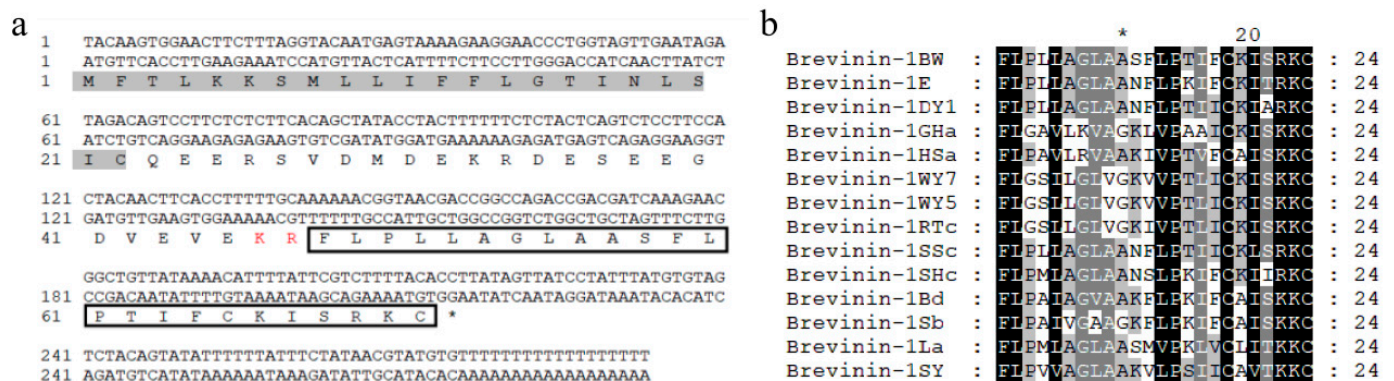 a
1 TACAAGTGGAACTTCTTTAGGTACAATGAGTAAAAGAAGGAACCCTGGTAGTTGAATAGA
1 ATGTTCACCTTGAAGAAATCCATGTTACTCATTTTCTTCCTTGGGACCATCAACTTATCT
1 M F T L K K S M L L I F F L G T I N L S
61 TAGACAGTCCTTCTCTCTTCACAGCTATACCTACTTTTTTCTCTACTCAGTCTCCTTCCA
61 ATCTGTCAGGAAGAGAGAAGTGTCGATATGGATGAAAAAAGAGATGAGTCAGAGGAAGGT
21 I C Q E E R S V D M D E K R D E S E E G
121 CTACAACTTCACCTTTTTGCAAAAAACGGTAACGACCGGCCAGACCGACGATCAAAGAAC
121 GATGTTGAAGTGGAAAAACGTTTTTTGCCATTGCTGGCCGGTCTGGCTGCTAGTTTCTTG
41 D V E V E K R F L P L L A G L A A S F L
GGCTGTTATAAAACATTTTATTCGTCTTTTACACCTTATAGTTATCCTATTTATGTGTAG
181 CCGACAATATTTTGTAAAATAAGCAGAAAATGTGGAATATCAATAGGATAAATACACATC
61 P T I F C K I S R K C *
241 TCTACAGTATATTTTTTATTTCTATAACGTATGTGTTTTTTTTTTTTTTTTTT
241 AGATGTCATATAAAAAATAAAGATATTGCATACACAAAAAAAAAAAAAAAAAA
b
* 20
Brevinin-1BW : FLPLLAGLAASFLPTIFCKISRKC : 24
Brevinin-1E : FLPLLAGLAANFLPKIFCKITRKC : 24
Brevinin-1DY1 : FLPLLAGLAANFLPTIICKIARKC : 24
Brevinin-1GHa : FLGAVLKVAGKLVPAAICKISKKC : 24
Brevinin-1HSa : FLPAVLRVAAKIVPTVFCAISKKC : 24
Brevinin-1WY7 : FLGSILGLVGKVVPTLICKISKKC : 24
Brevinin-1WY5 : FLGSLLGLVGKVVPTLICKISKKC : 24
Brevinin-1RTc : FLGSLLGLVGKIVPTLICKISKKC : 24
Brevinin-1SSc : FLPLLAGLAANFLPTIICKLSRKC : 24
Brevinin-1SHc : FLPMLAGLAANSLPKIFCKIIRKC : 24
Brevinin-1Bd : FLPAIAGVAAKFLPKIFCAISKKC : 24
Brevinin-1Sb : FLPAIVGAAGKFLPKIFCAISKKC : 24
Brevinin-1La : FLPMLAGLAASMVPKLVCLITKKC : 24
Brevinin-1SY : FLPVVAGLAAKVLPSIICAVTKKC : 24